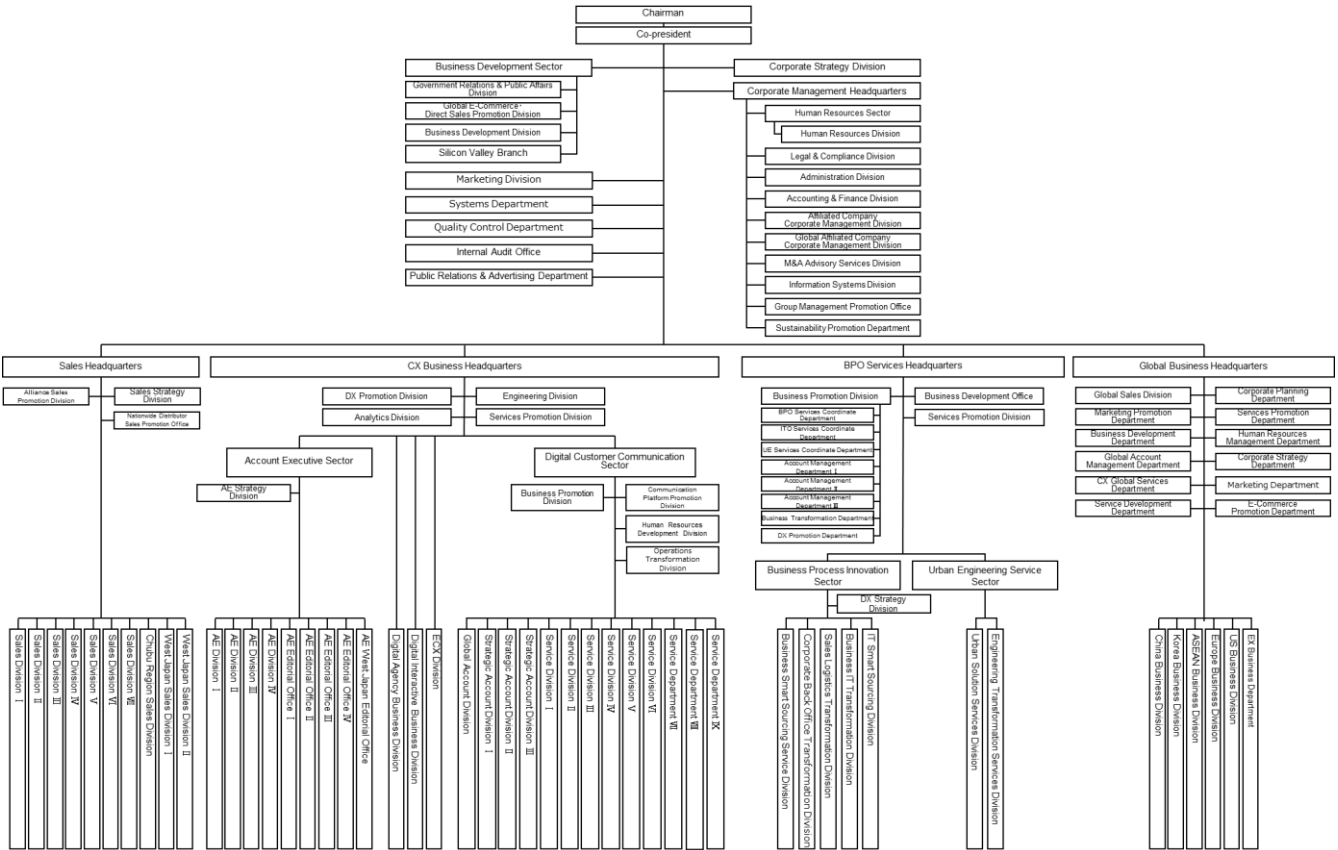 Chairman
Co-president
Business Development Sector
Government Relations & Public Affairs
Division
Global E-Commerce・
Direct Sales Promotion Division
Business Development Division
Silicon Valley Branch
Marketing Division
Systems Department
Quality Control Department
Internal Audit Office
Public Relations & Advertising Department
Corporate Strategy Division
Corporate Management Headquarters
Human Resources Sector
Human Resources Division
Legal & Compliance Division
Administration Division
Accounting & Finance Division
Affiliated Company
Corporate Management Division
Global Affiliated Company
Corporate Management Division
M&A Advisory Services Division
Information Systems Division
Group Management Promotion Office
Sustainability Promotion Department
Sales Headquarters
Alliance Sales
Promotion Division
Sales Strategy
Division
Nationwide Distributor
Sales Promotion Office
Sales Division Ⅰ
Sales Division Ⅱ
Sales Division Ⅲ
Sales Division Ⅳ
Sales Division Ⅴ
Sales Division Ⅵ
Sales Division Ⅶ
Chubu Region Sales Division
West Japan Sales Division Ⅰ
West Japan Sales Division Ⅱ
CX Business Headquarters
DX Promotion Division
Engineering Division
Analytics Division
Services Promotion Division
Account Executive Sector
AE Strategy
Division
AE Division Ⅰ
AE Division Ⅱ
AE Division Ⅲ
AE Division Ⅳ
AE Editorial Office Ⅰ
AE Editorial Office Ⅱ
AE Editorial Office Ⅲ
AE Editorial Office Ⅳ
AE West Japan Editorial Office
Digital Agency Business Division
Digital Interactive Business Division
ECX Division
Digital Customer Communication
Sector
Business Promotion
Division
Communication
Platform Promotion
Division
Human Resources
Development Division
Operations
Transformation
Division
Global Account Division
Strategic Account Division Ⅰ
Strategic Account Division Ⅱ
Strategic Account Division Ⅲ
Service Division Ⅰ
Service Division Ⅱ
Service Division Ⅲ
Service Division Ⅳ
Service Division Ⅴ
Service Division Ⅵ
Service Department Ⅶ
Service Department Ⅷ
Service Department Ⅸ
BPO Services Headquarters
Business Promotion Division
BPO Services Coordinate
Department
ITO Services Coordinate
Department
UE Services Coordinate Department
Account Management
Department Ⅰ
Account Management
Department Ⅱ
Account Management
Department Ⅲ
Business Transformation Department
DX Promotion Department
Business Development Office
Services Promotion Division
Business Process Innovation
Sector
DX Strategy
Division
Business Smart Sourcing Service Division
Corporate Back Office Transformation Division
Sales Logistics Transformation Division
Business IT Transformation Division
IT Smart Sourcing Division
Urban Engineering Service
Sector
Urban Solution Services Division
Engineering Transformation Services Division
Global Business Headquarters
Global Sales Division
Corporate Planning
Department
Marketing Promotion
Department
Services Promotion
Department
Business Development
Department
Human Resources
Management Department
Global Account
Management Department
Corporate Strategy
Department
CX Global Services
Department
Marketing Department
Service Development
Department
E-Commerce
Promotion Department
China Business Division
Korea Business Division
ASEAN Business Division
Europe Business Division
US Business Division
EX Business Department